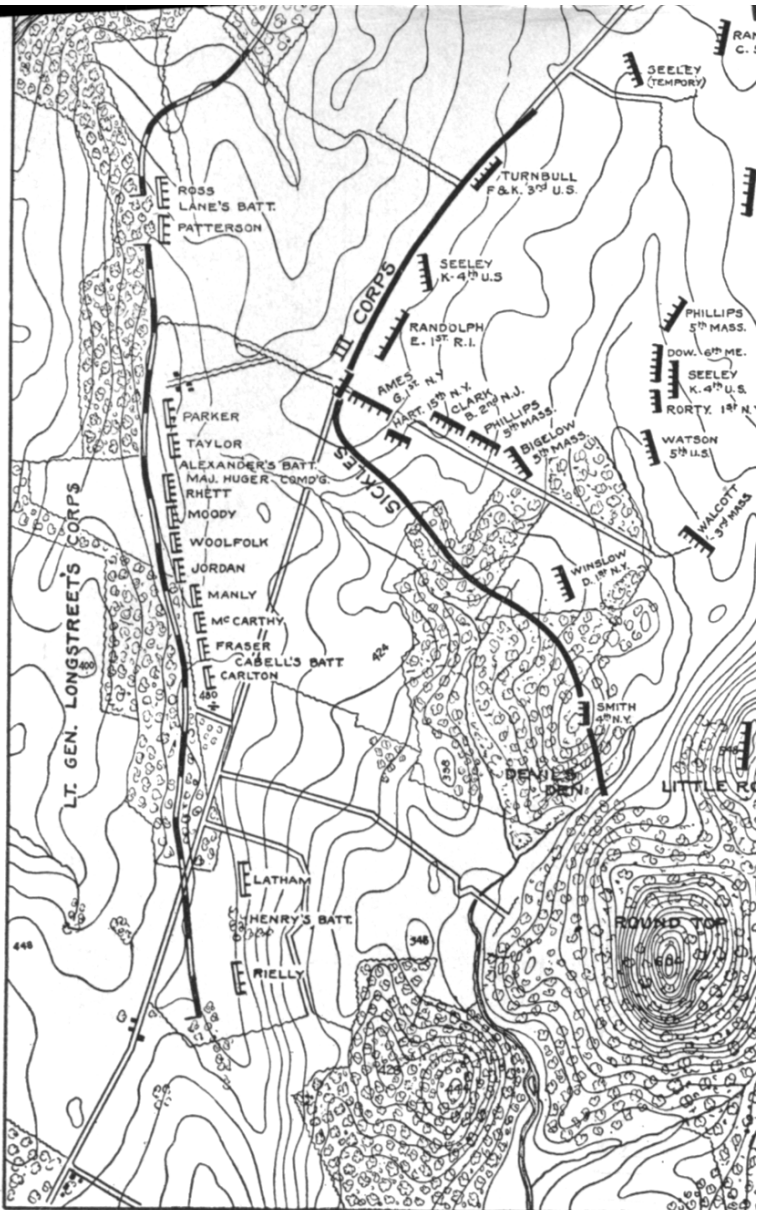 SEELEY
(TEMPORY)
ROSS
LANE'S BATT.
PATTERSON
TURNBULL
F & K. 3rd U.S.
SEELEY
K- 4th U.S
III CORPS
RANDOLPH
E. 1st R.I.
PHILLIPS
5th MASS.
DOW. 6th ME.
SEELEY
K. 4th U.S.
RORTY. 1st N.Y
WATSON
5th U.S.
WALCOTT
3rd MASS
AMES
G. 1st N.Y
HART. 15th N.Y.
CLARK
B. 2nd N.J.
PHILLIPS
5th MASS.
BIGELOW
5th MASS.
SICKLES
PARKER
TAYLOR
ALEXANDER'S BATT.
MAJ. HUGER. COMD'G.
RHETT
MOODY
WOOLFOLK
JORDAN
MANLY
McCARTHY
FRASER
CABELL'S BATT
CARLTON
480
LT. GEN. LONGSTREET'S CORPS
400
424
WINSLOW
D. 1st N.Y.
SMITH
4th N.Y.
398
DEVIL'S
DEN
548
LITTLE
LATHAM
HENRY'S BATT.
RIELLY
448
ROUND TOP